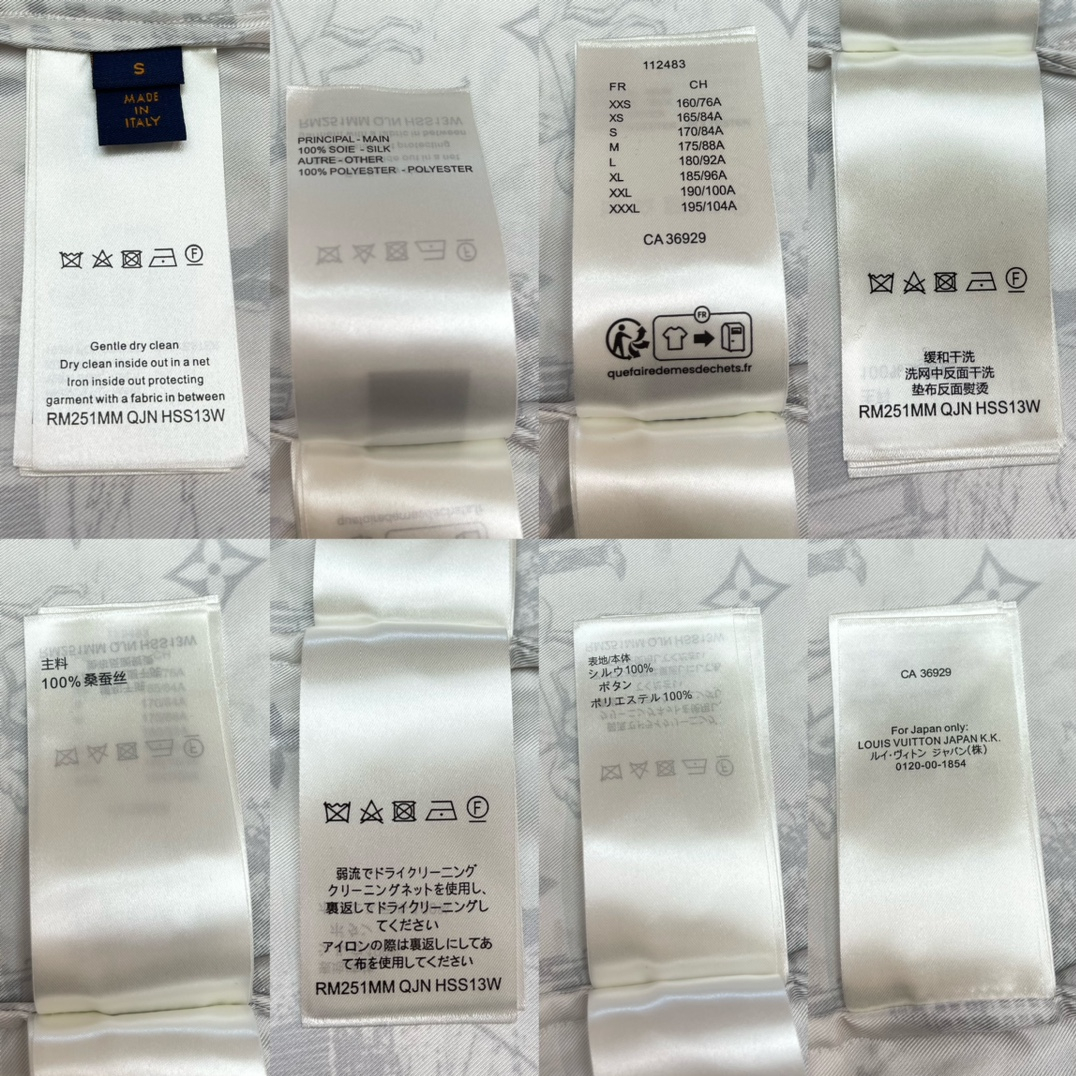 S
MADE
IN
ITALY
Gentle dry clean
Dry clean inside out in a net
Iron inside out protecting
garment with a fabric in between
RM251MM QJN HSS13W
PRINCIPAL - MAIN
100% SOIE - SILK
AUTRE - OTHER
100% POLYESTER - POLYESTER
112483
FR CH
XXS 160/76A
XS 165/84A
S 170/84A
M 175/88A
L 180/92A
XL 185/96A
XXL 190/100A
XXXL 195/104A
CA 36929
FR
quefairedemesdechets.fr
F
缓和干洗
洗网中反面干洗
垫布反面熨烫
RM251MM QJN HSS13W
主料
100% 桑蚕丝
F
弱流でドライクリーニング
クリーニングネットを使用し、
裏返してドライクリーニングし
てください
アイロンの際は裏返しにしてあ
て布を使用してください
RM251MM QJN HSS13W
表地/本体
シルウ100%
ボタン
ポリエステル100%
CA 36929
For Japan only:
LOUIS VUITTON JAPAN K.K.
ルイ・ヴィトン ジャパン(株)
0120-00-1854